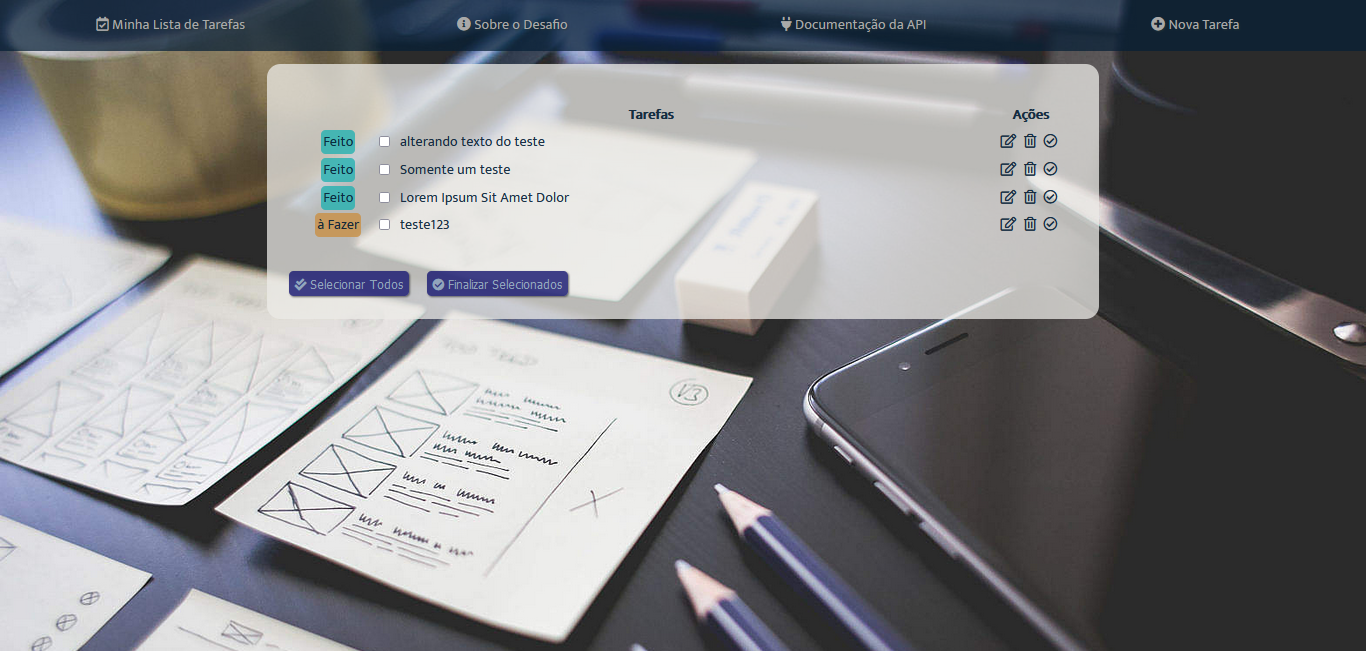 Minha Lista de Tarefas Sobre o Desafio Documentação da API Nova Tarefa
Tarefas Ações
Feito alterando texto do teste
Feito Somente um teste
Feito Lorem Ipsum Sit Amet Dolor
à Fazer teste123
Selecionar Todos Finalizar Selecionados
V3